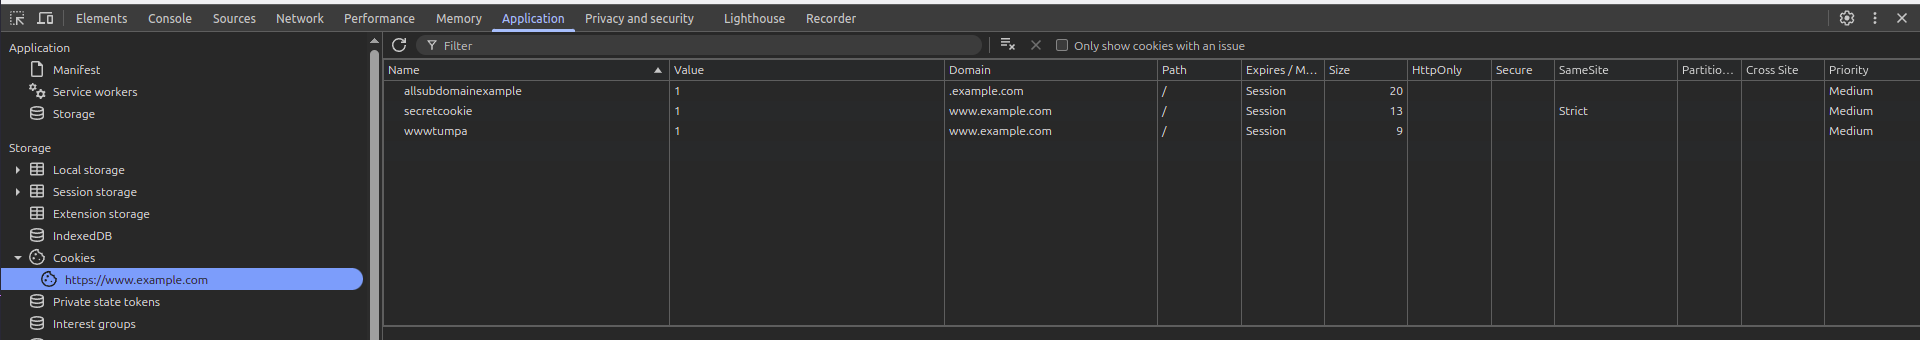 Elements Console Sources Network Performance Memory Application Privacy and security Lighthouse Recorder
Application
Manifest
Service workers
Storage
Storage
Local storage
Session storage
Extension storage
IndexedDB
Cookies
https://www.example.com
Private state tokens
Interest groups
Filter Only show cookies with an issue
Name Value Domain Path Expires / M... Size HttpOnly Secure SameSite Partitio... Cross Site Priority
allsubdomainexample 1 .example.com / Session 20 Medium
secretcookie 1 www.example.com / Session 13 Strict Medium
wwwtumpa 1 www.example.com / Session 9 Medium